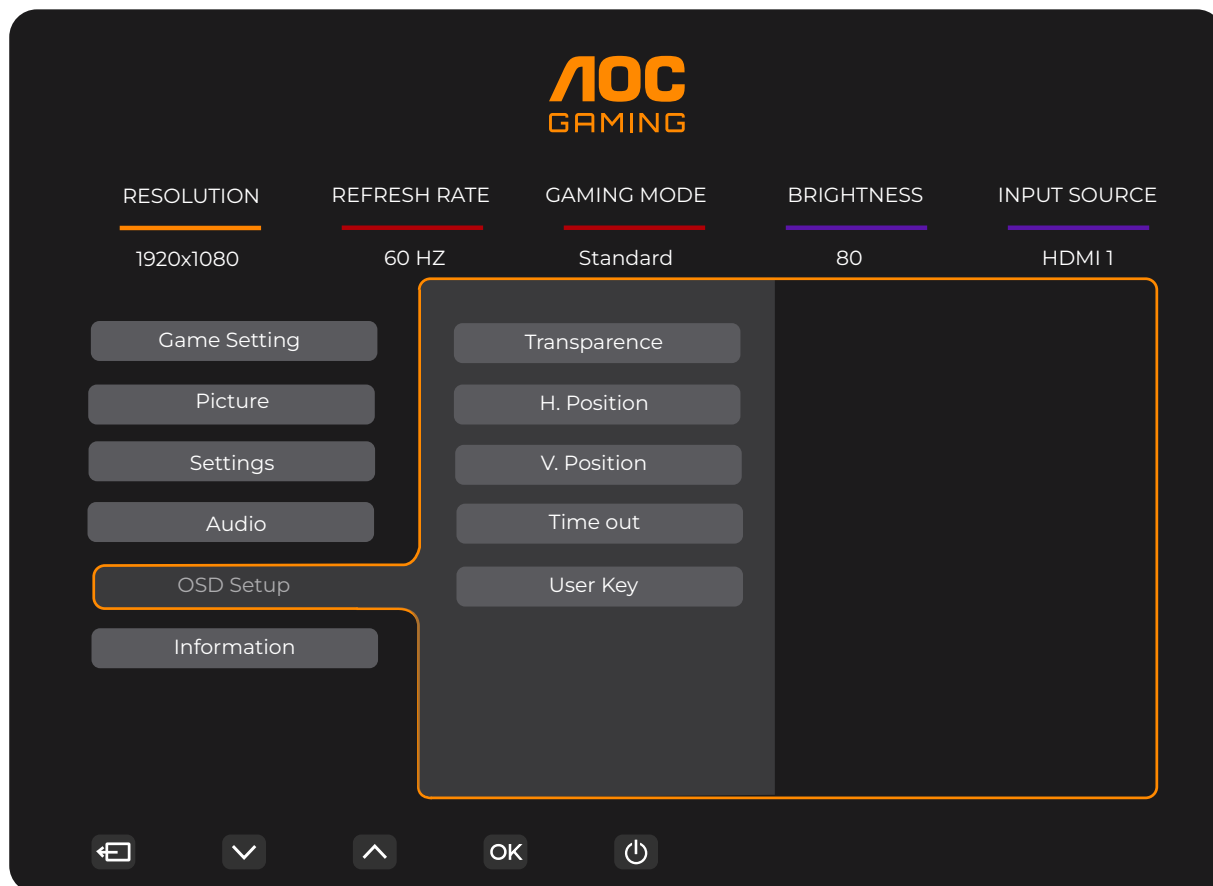 AOC
GAMING
RESOLUTION REFRESH RATE GAMING MODE BRIGHTNESS INPUT SOURCE
1920x1080 60 HZ Standard 80 HDMI 1
Game Setting
Picture
Settings
Audio
OSD Setup
Information
Transparence
H. Position
V. Position
Time out
User Key
OK